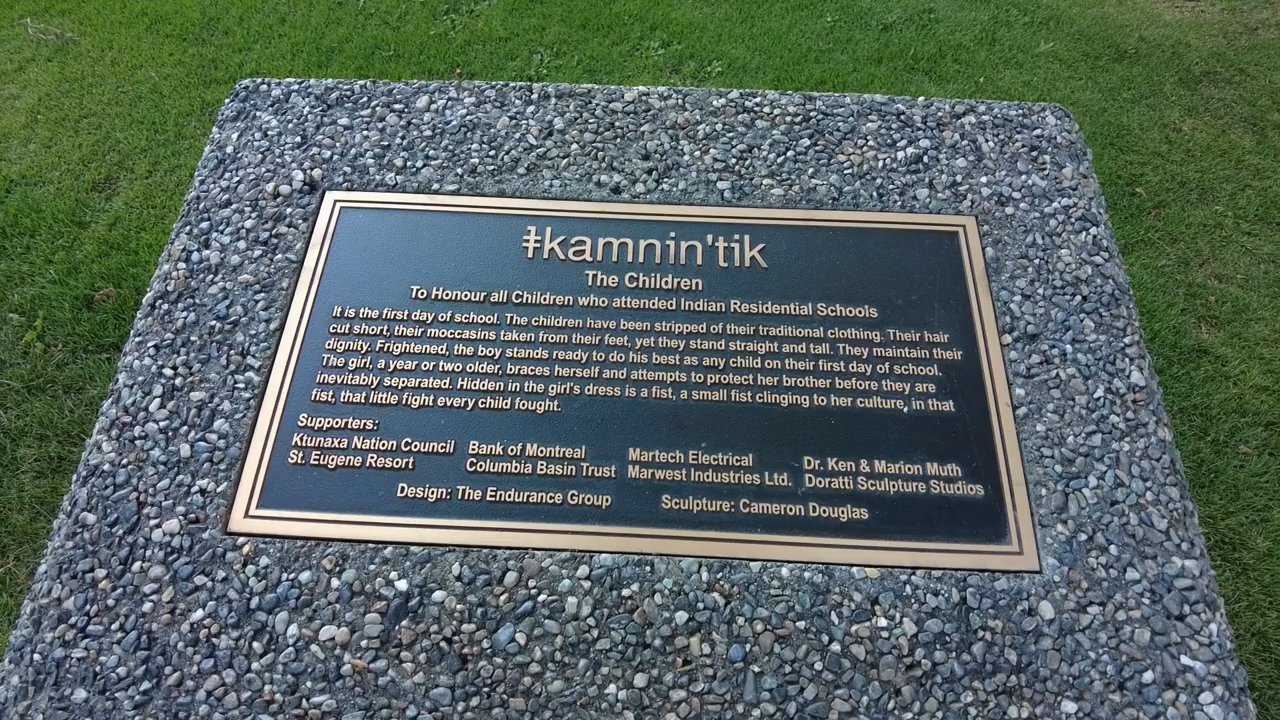 ǂkamnin'tik
The Children
To Honour all Children who attended Indian Residential Schools
It is the first day of school. The children have been stripped of their traditional clothing. Their hair
cut short, their moccasins taken from their feet, yet they stand straight and tall. They maintain their
dignity. Frightened, the boy stands ready to do his best as any child on their first day of school.
The girl, a year or two older, braces herself and attempts to protect her brother before they are
inevitably separated. Hidden in the girl's dress is a fist, a small fist clinging to her culture, in that
fist, that little fight every child fought.
Supporters:
Ktunaxa Nation Council Bank of Montreal Martech Electrical Dr. Ken & Marion Muth
St. Eugene Resort Columbia Basin Trust Marwest Industries Ltd. Doratti Sculpture Studios
Design: The Endurance Group Sculpture: Cameron Douglas